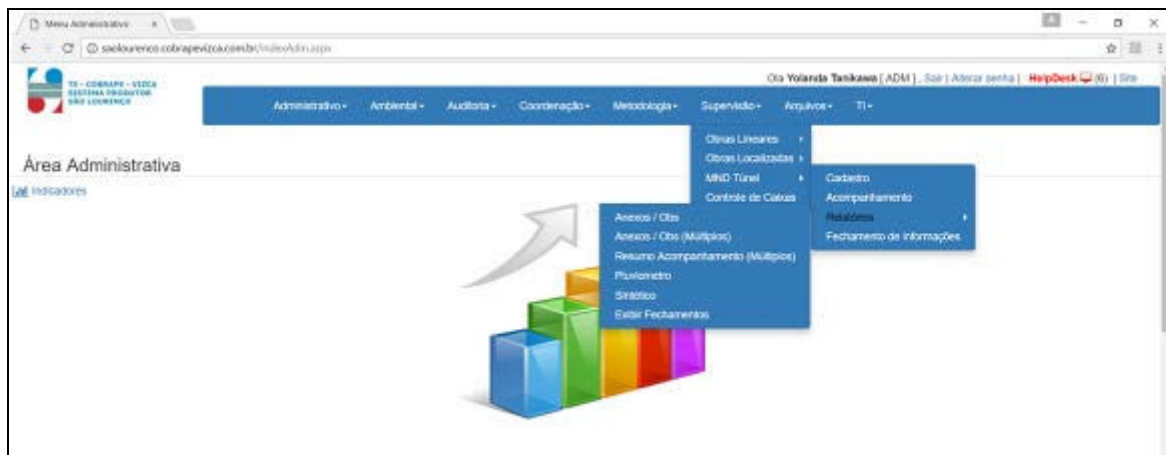 Menu Administrativo
saolourenco.cobrapevizca.com.br/IndexAdm.aspx
TE - COBRAPE - VIZCA
SISTEMA PRODUTOR
SÃO LOURENÇO
Ola Yolanda Tanikawa [ ADM ] , Sair | Alterar senha | HelpDesk (6) | Site
Administrativo Ambiental Auditoria Coordenação Metodologia Supervisão Arquivos TI
Área Administrativa
Indicadores
Obras Lineares
Obras Localizadas
MND Túnel
Controle de Caixas
Cadastro
Acompanhamento
Relatórios
Fechamento de Informações
Anexos / Obs
Anexos / Obs (Múltiplos)
Resumo Acompanhamento (Múltiplos)
Pluviometro
Sintético
Exibir Fechamentos